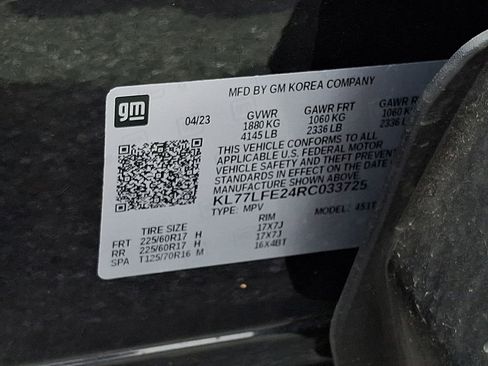 MFD BY GM KOREA COMPANY
gm
04/23 GVWR GAWR FRT GAWR R
1880 KG 1060 KG 1060 KG
4145 LB 2336 LB 2336 LB
THIS VEHICLE CONFORMS TO ALL
APPLICABLE U.S. FEDERAL MOTOR
VEHICLE SAFETY AND THEFT PREVENT
STANDARDS IN EFFECT ON THE DATE
MANUFACTURE SHOWN ABOVE.
KL77LFE24RC033725
TYPE: MPV MODEL: 451T
TIRE SIZE RIM
FRT 225/60R17 H 17X7J
RR 225/60R17 H 17X7J
SPA T125/70R16 M 16X4BT